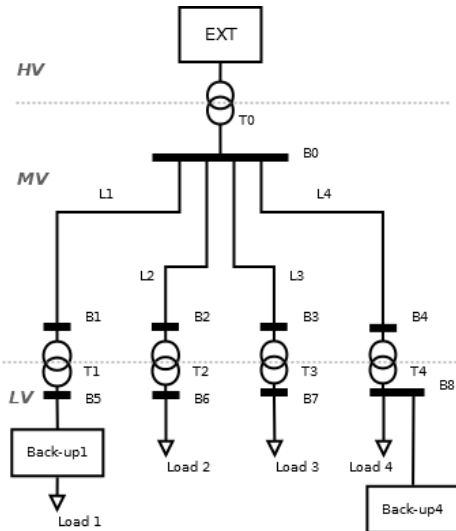 EXT
HV
T0
B0
MV
L1
L4
L2
L3
B1
B2
B3
B4
T1
T2
T3
T4
LV
B5
B6
B7
B8
Back-up1
Load 2
Load 3
Load 4
Back-up4
Load 1